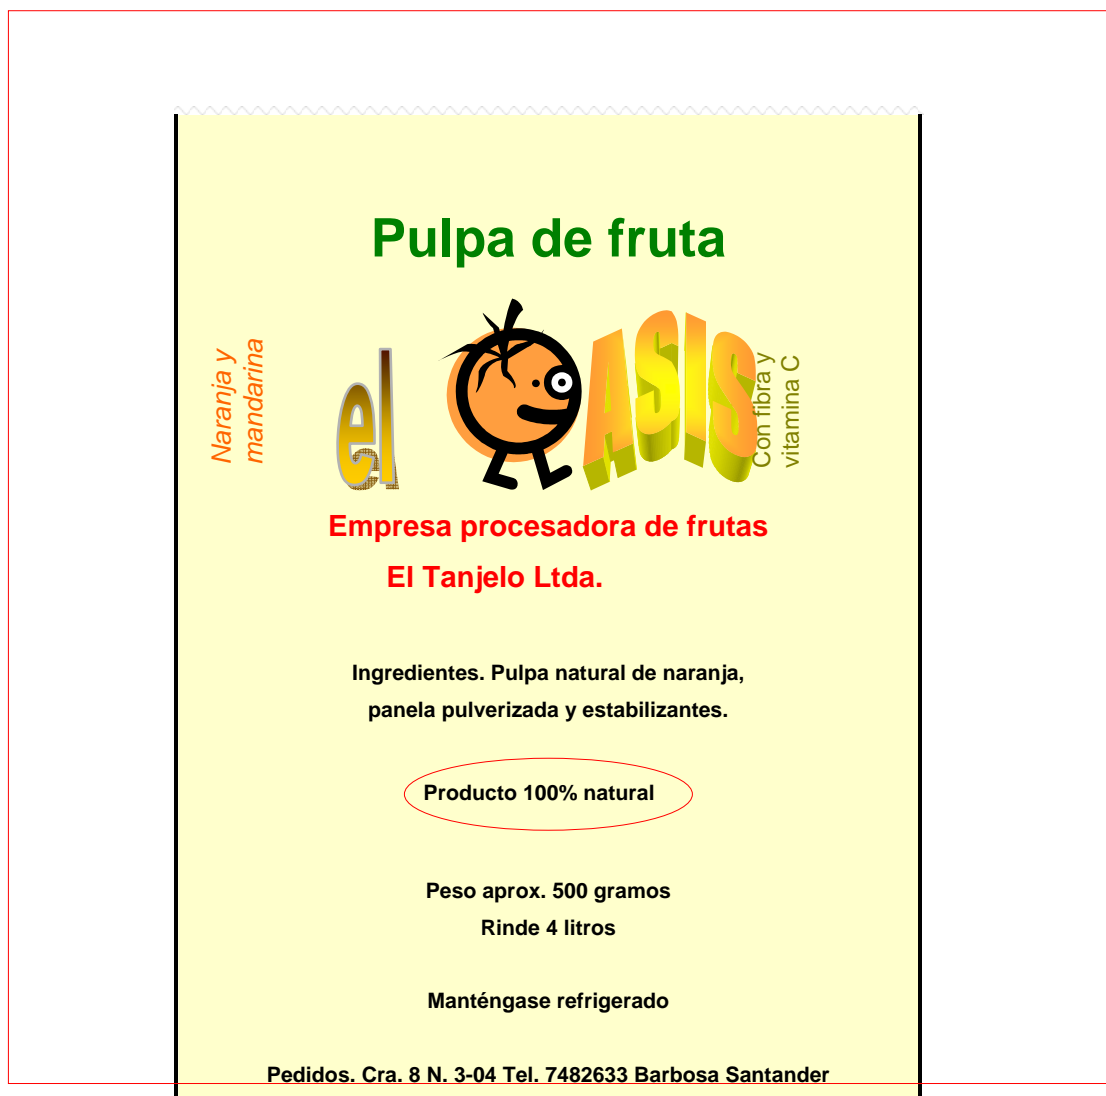 Pulpa de fruta
Naranja y
mandarina
el
ASIS
Con fibra y
vitamina C
Empresa procesadora de frutas
El Tanjelo Ltda.
Ingredientes. Pulpa natural de naranja,
panela pulverizada y estabilizantes.
Producto 100% natural
Peso aprox. 500 gramos
Rinde 4 litros
Manténgase refrigerado
Pedidos. Cra. 8 N. 3-04 Tel. 7482633 Barbosa Santander